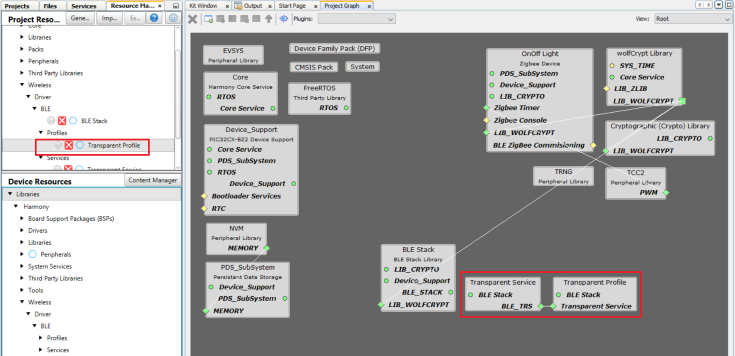 Projects Files Services Resource Ma... ×
Kit Window × Output × Start Page × Project Graph ×
Project Reso... Gene... Imp... Ex...
Plugins:
View: Root
Core
Libraries
Packs
Peripherals
Third Party Libraries
Wireless
Driver
BLE
BLE Stack
Profiles
Transparent Profile
Services
Transparent Service
Device Resources Content Manager
Libraries
Harmony
Board Support Packages (BSPs)
Drivers
Libraries
Peripherals
System Services
Third Party Libraries
Tools
Wireless
Driver
BLE
Profiles
Services
EVSYS
Peripheral Library
Device Family Pack (DFP)
CMSIS Pack
System
Core
Harmony Core Service
RTOS
Core Service
FreeRTOS
Third Party Library
RTOS
Device_Support
PIC32CX-BZ2 Device Support
Core Service
PDS_SubSystem
RTOS
Device_Support
Bootloader Services
RTC
NVM
Peripheral Library
MEMORY
PDS_SubSystem
Persistant Data Storage
Device_Support
PDS_SubSystem
MEMORY
OnOff Light
Zigbee Device
PDS_SubSystem
Device_Support
LIB_CRYPTO
Zigbee Timer
Zigbee Console
LIB_WOLFCRYPT
BLE ZigBee Commisioning
wolfCrypt Library
SYS_TIME
Core Service
LIB_ZLIB
LIB_WOLFCRYPT
Cryptographic (Crypto) Library
LIB_CRYPTO
LIB_WOLFCRYPT
TRNG
Peripheral Library
TCC2
Peripheral Library
PWM
BLE Stack
BLE Stack Library
LIB_CRYPTO
Device_Support
BLE_STACK
LIB_WOLFCRYPT
Transparent Service
BLE Stack
BLE_TRS
Transparent Profile
BLE Stack
Transparent Service